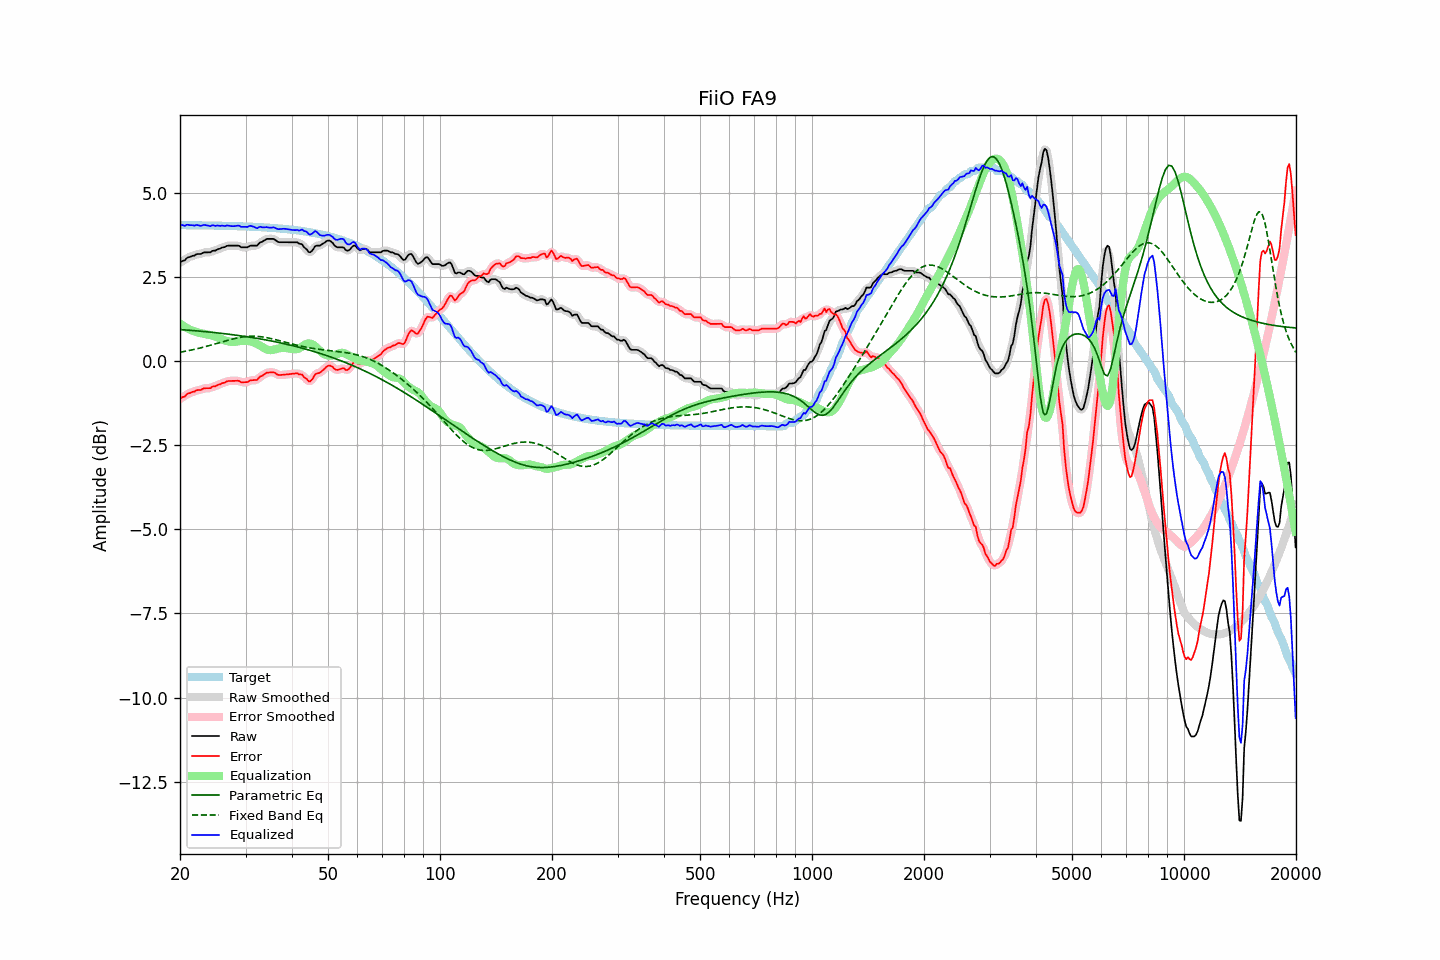 FiiO FA9
Amplitude (dBr)
5.0
2.5
0.0
−2.5
−5.0
−7.5
−10.0
−12.5
Target
Raw Smoothed
Error Smoothed
Raw
Error
Equalization
Parametric Eq
Fixed Band Eq
Equalized
20 50 100 200 500 1000 2000 5000 10000 20000
Frequency (Hz)